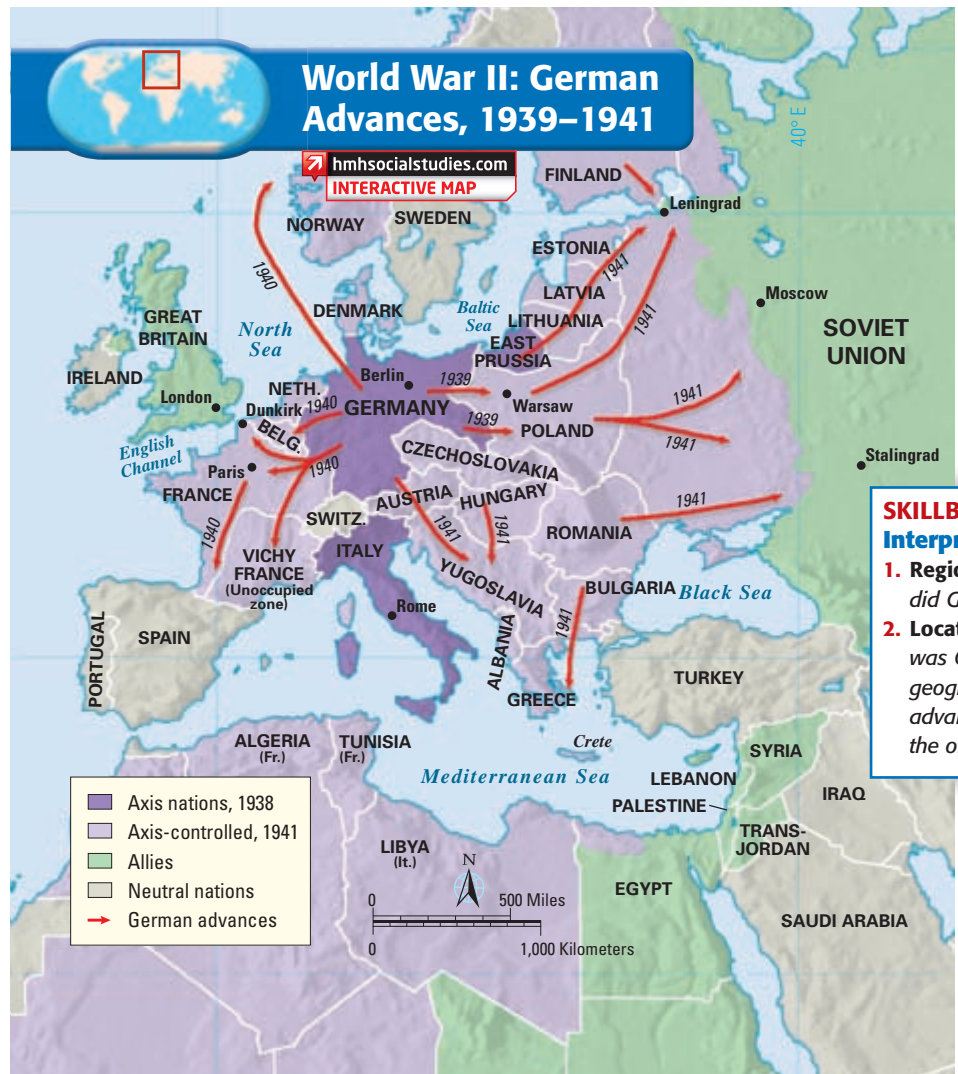 World War II: German
Advances, 1939–1941
hmhsocialstudies.com
INTERACTIVE MAP
40° E
FINLAND
Leningrad
NORWAY
SWEDEN
ESTONIA
1940
1941
LATVIA
Moscow
DENMARK
Baltic
Sea
LITHUANIA
1941
GREAT
BRITAIN
North
Sea
EAST
PRUSSIA
SOVIET
UNION
IRELAND
NETH.
Berlin
1939
London
Dunkirk
1940
GERMANY
Warsaw
1941
BELG.
1939
POLAND
1941
English
Channel
CZECHOSLOVAKIA
Stalingrad
Paris
1940
FRANCE
AUSTRIA
HUNGARY
1941
SWITZ.
1940
1941
1941
ROMANIA
ITALY
VICHY
FRANCE
(Unoccupied
zone)
YUGOSLAVIA
BULGARIA
Black Sea
Rome
1941
PORTUGAL
SPAIN
ALBANIA
TURKEY
GREECE
ALGERIA
(Fr.)
TUNISIA
(Fr.)
Crete
SYRIA
Mediterranean Sea
LEBANON
IRAQ
PALESTINE
TRANS-
JORDAN
LIBYA
(It.)
EGYPT
SAUDI ARABIA
Axis nations, 1938
Axis-controlled, 1941
Allies
Neutral nations
German advances
N
0 500 Miles
0 1,000 Kilometers
SKILLB
Interpr
1. Regio
did G
2. Locat
was
geogr
advar
the o